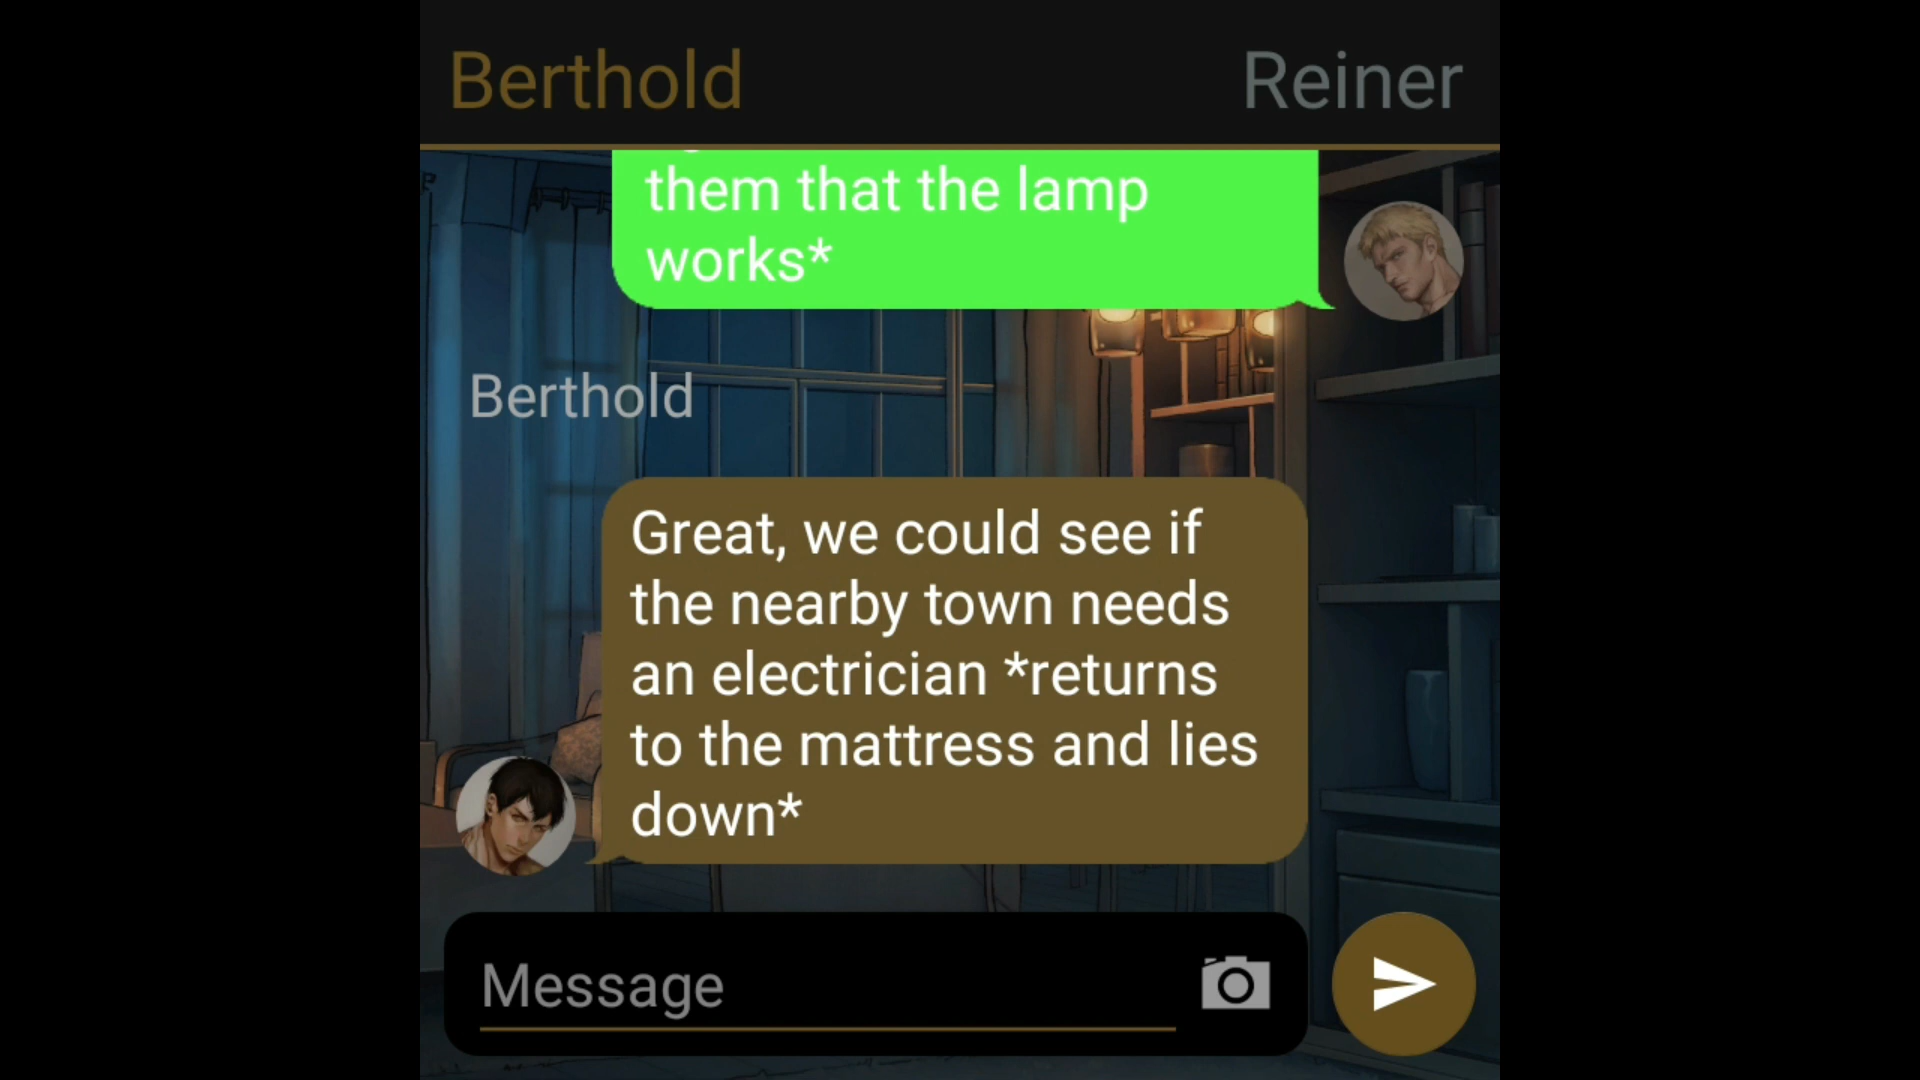 Berthold
Reiner
them that the lamp
works*
Berthold
Great, we could see if
the nearby town needs
an electrician *returns
to the mattress and lies
down*
Message